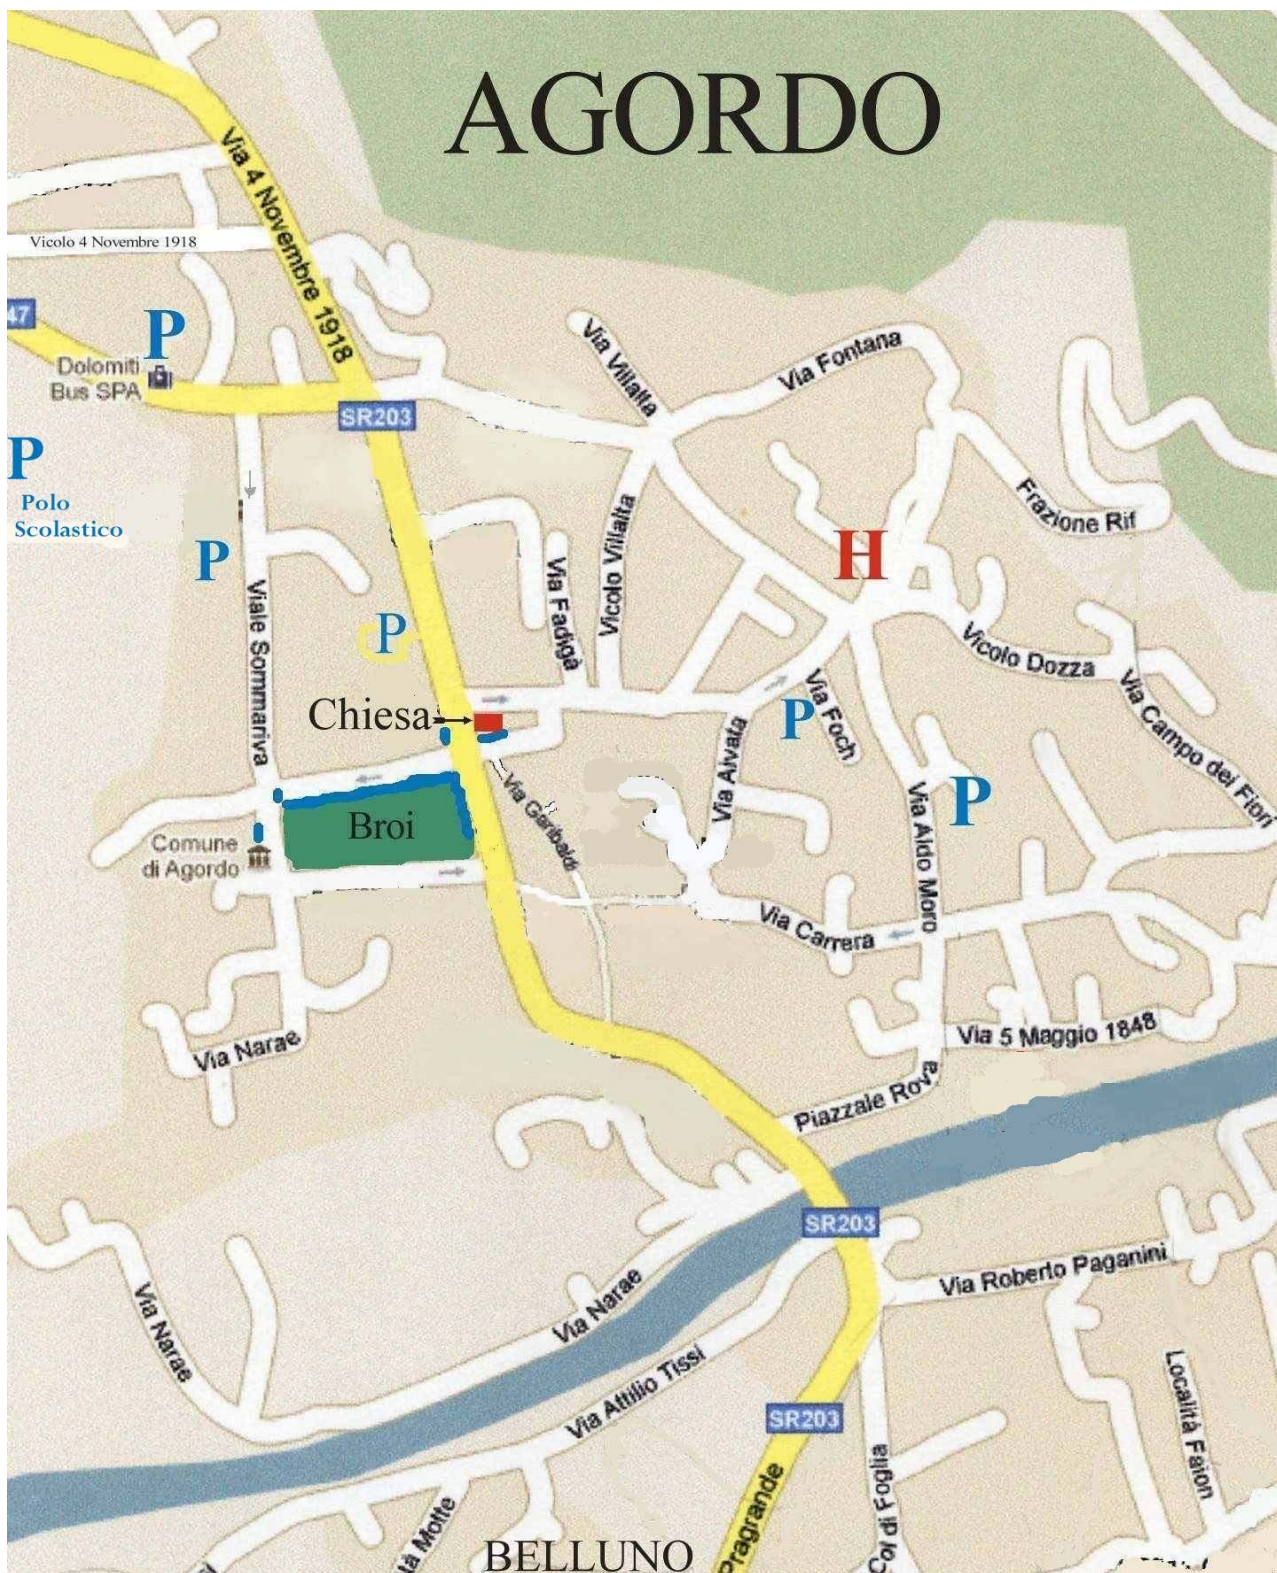 AGORDO
Via 4 Novembre 1918
Vicolo 4 Novembre 1918
47
P
Dolomiti
Bus SPA
SR203
Via Villalta
Via Fontana
P
Polo
Scolastico
P
Frazione Rif
H
Vicolo Villalta
Via Fadigà
Viale Sommariva
P
Vicolo Dozza
Chiesa
P
Via Foch
Via Campo dei Fiori
Via Alvata
Via Garibaldi
P
Via Aldo Moro
Broi
Comune
di Agordo
Via Carrera
Via Narae
Via 5 Maggio 1848
Piazzale Rova
SR203
Via Roberto Paganini
Via Narae
Via Narae
Via Attilio Tissi
Località Faion
SR203
Col di Foglia
Pragrande
tà Motte
BELLUNO